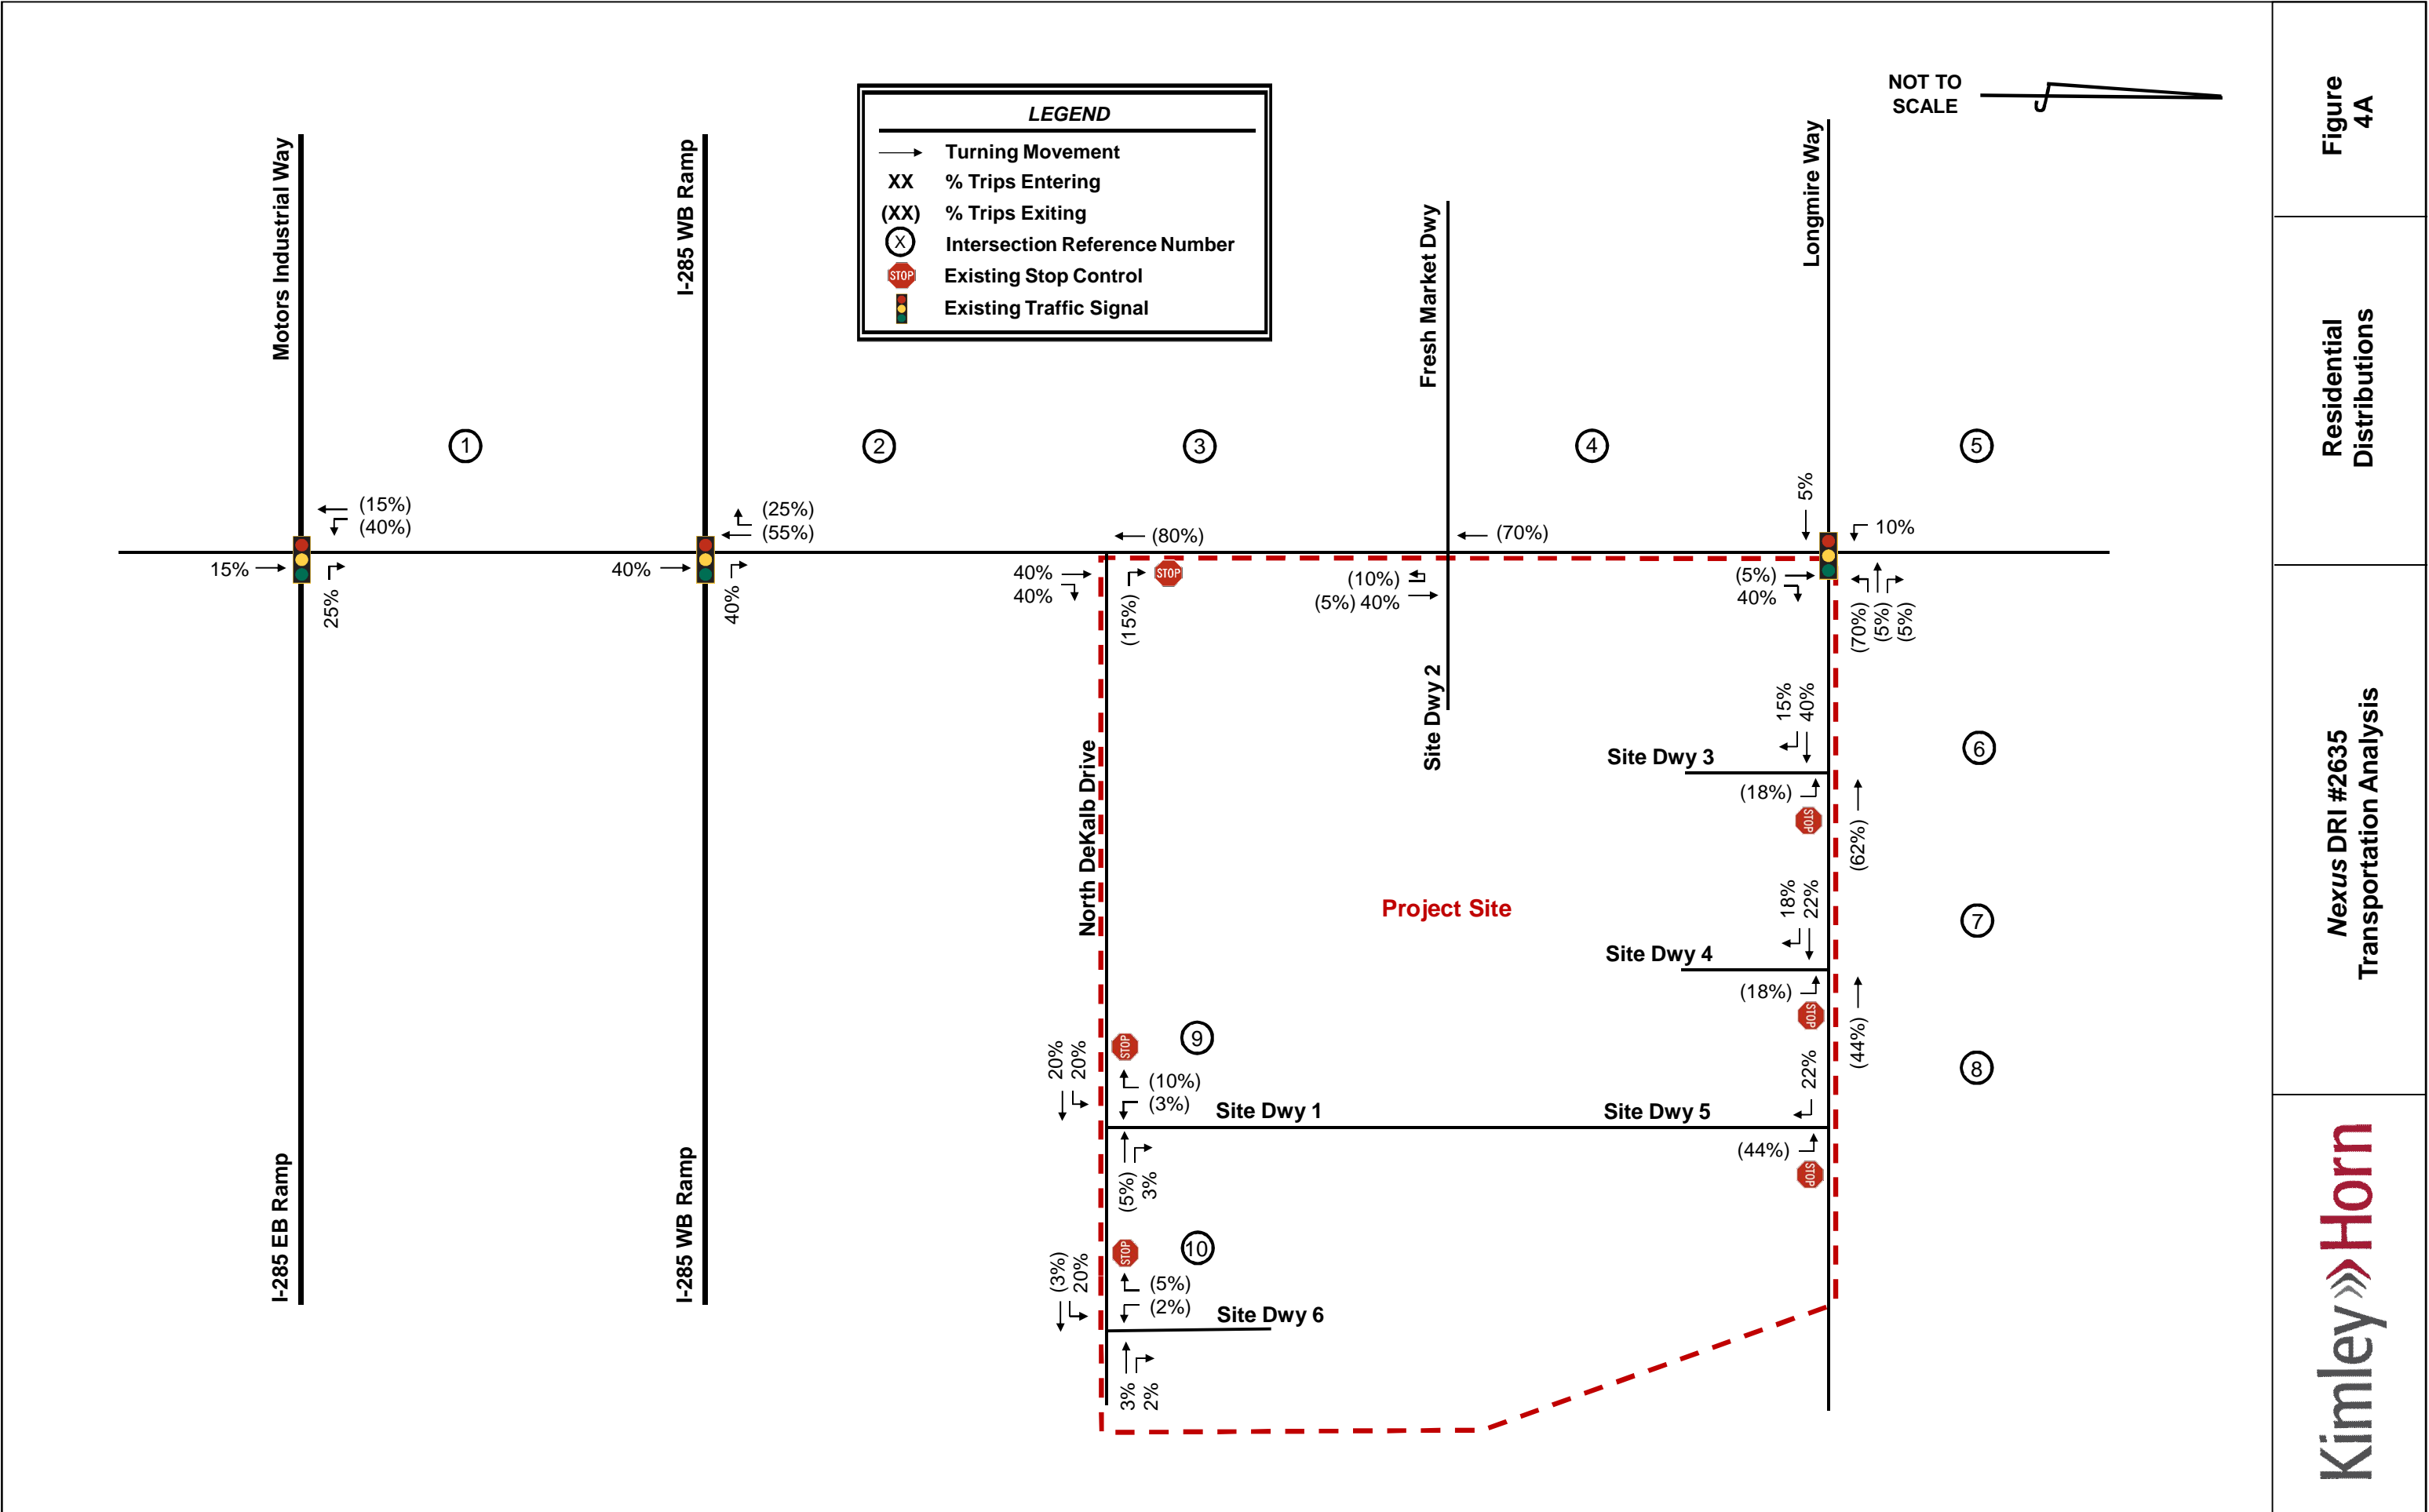 LEGEND
Turning Movement
XX % Trips Entering
(XX) % Trips Exiting
X Intersection Reference Number
STOP Existing Stop Control
Existing Traffic Signal
NOT TO
SCALE
Motors Industrial Way
I-285 WB Ramp
Fresh Market Dwy
Longmire Way
1
2
3
4
5
(15%)
(40%)
15%
25%
(25%)
(55%)
40%
40%
(80%)
40%
40%
(15%)
STOP
(70%)
(10%)
(5%) 40%
5%
10%
(5%)
40%
(70%)
(5%)
(5%)
North DeKalb Drive
Site Dwy 2
15%
40%
Site Dwy 3
(18%)
STOP
(62%)
6
Project Site
18%
22%
Site Dwy 4
(18%)
STOP
(44%)
7
20%
20%
STOP
9
(10%)
(3%)
Site Dwy 1
(5%)
3%
22%
Site Dwy 5
(44%)
STOP
8
I-285 EB Ramp
I-285 WB Ramp
(3%)
20%
STOP
10
(5%)
(2%)
Site Dwy 6
3%
2%
Figure
4A
Residential
Distributions
Nexus DRI #2635
Transportation Analysis
Kimley»Horn